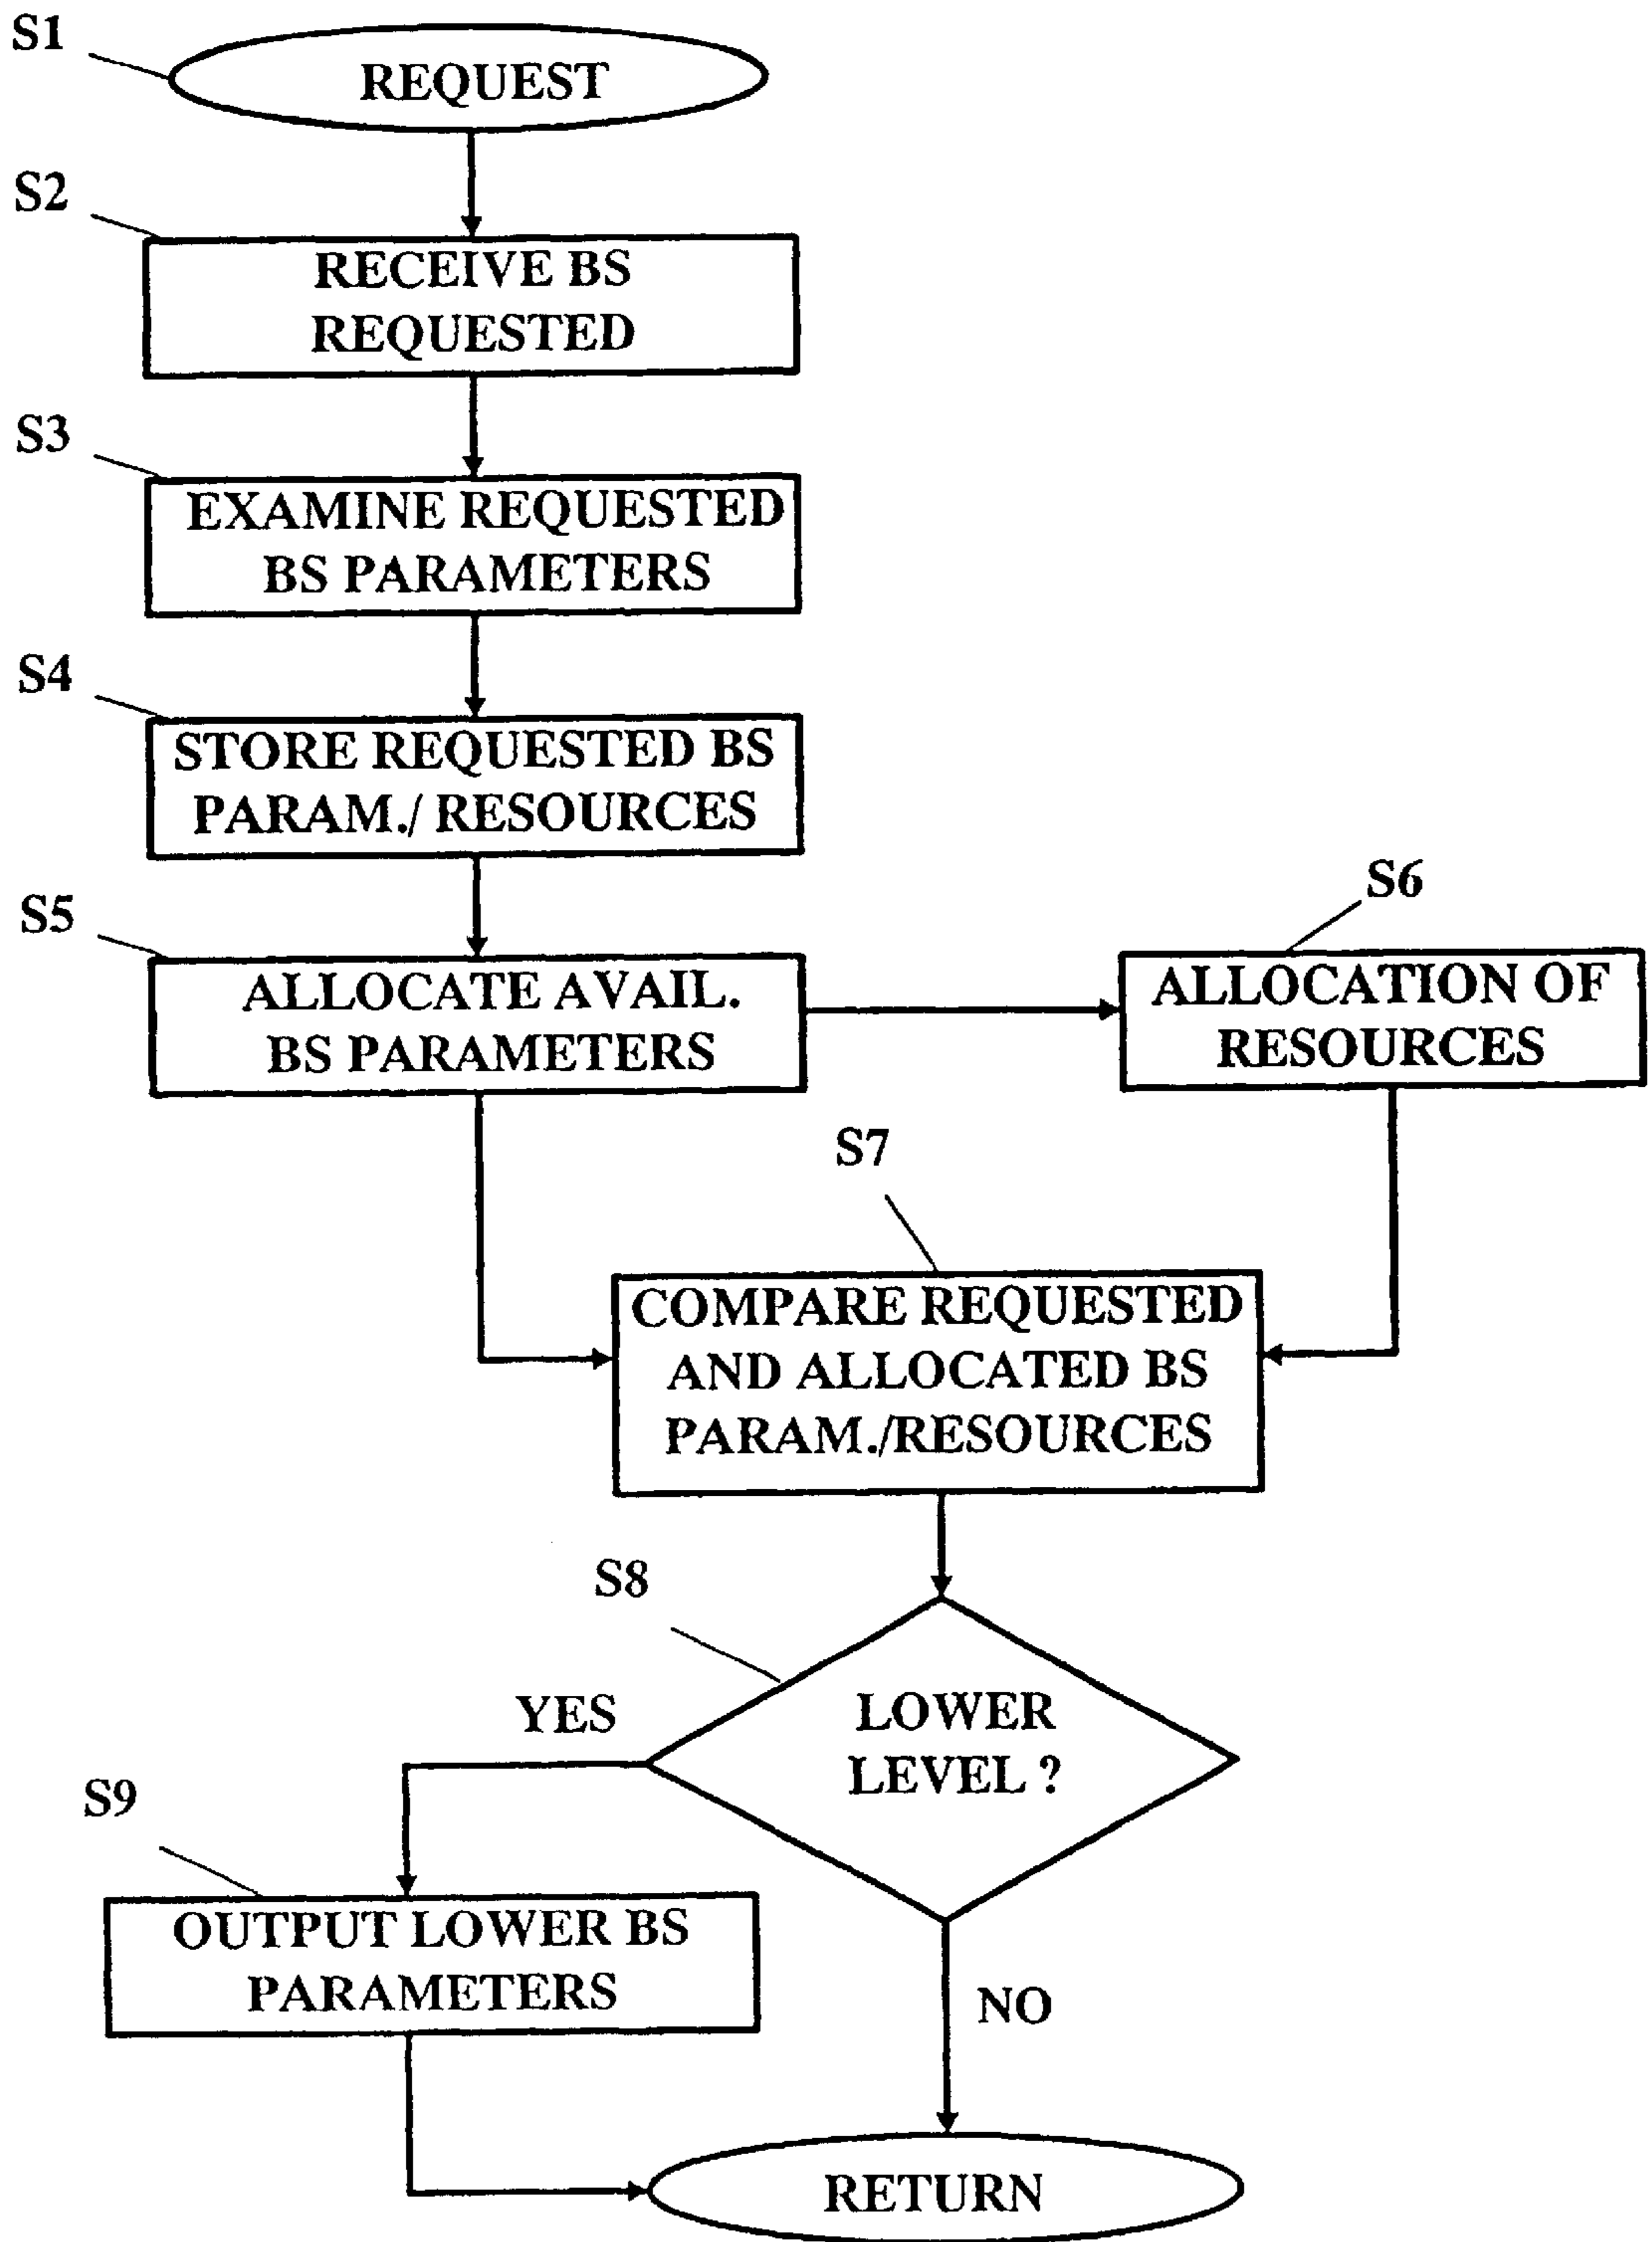 S1
REQUEST
S2
RECEIVE BS
REQUESTED
S3
EXAMINE REQUESTED
BS PARAMETERS
S4
STORE REQUESTED BS
PARAM./ RESOURCES
S5
ALLOCATE AVAIL.
BS PARAMETERS
S6
ALLOCATION OF
RESOURCES
S7
COMPARE REQUESTED
AND ALLOCATED BS
PARAM./RESOURCES
S8
LOWER
LEVEL ?
YES
S9
OUTPUT LOWER BS
PARAMETERS
NO
RETURN